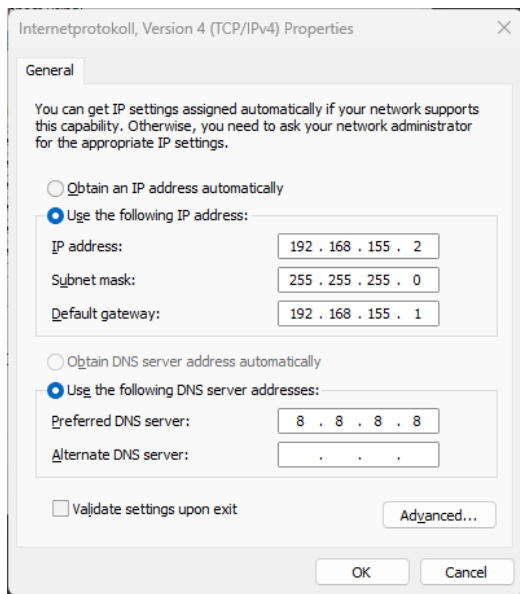 Internetprotokoll, Version 4 (TCP/IPv4) Properties
General
You can get IP settings assigned automatically if your network supports
this capability. Otherwise, you need to ask your network administrator
for the appropriate IP settings.
Obtain an IP address automatically
Use the following IP address:
IP address: 192 . 168 . 155 . 2
Subnet mask: 255 . 255 . 255 . 0
Default gateway: 192 . 168 . 155 . 1
Obtain DNS server address automatically
Use the following DNS server addresses:
Preferred DNS server: 8 . 8 . 8 . 8
Alternate DNS server: . . .
Validate settings upon exit
Advanced...
OK Cancel